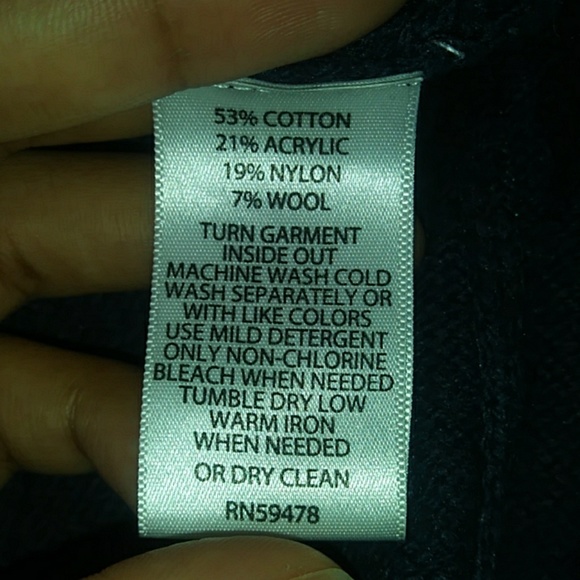 53% COTTON
21% ACRYLIC
19% NYLON
7% WOOL
TURN GARMENT
INSIDE OUT
MACHINE WASH COLD
WASH SEPARATELY OR
WITH LIKE COLORS
USE MILD DETERGENT
ONLY NON-CHLORINE
BLEACH WHEN NEEDED
TUMBLE DRY LOW
WARM IRON
WHEN NEEDED
OR DRY CLEAN
RN59478